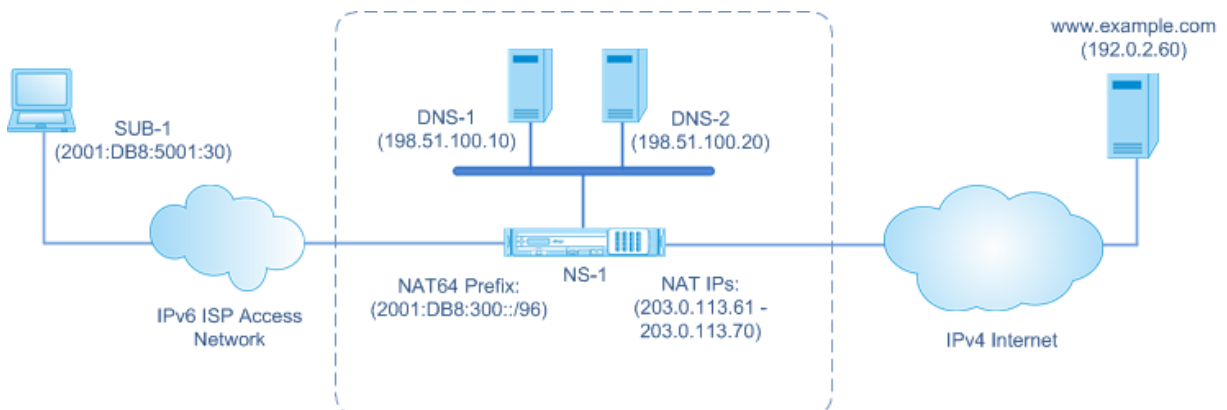 www.example.com
(192.0.2.60)
SUB-1
(2001:DB8:5001:30)
DNS-1
(198.51.100.10)
DNS-2
(198.51.100.20)
NS-1
NAT64 Prefix:
(2001:DB8:300::/96)
NAT IPs:
(203.0.113.61 -
203.0.113.70)
IPv6 ISP Access
Network
IPv4 Internet